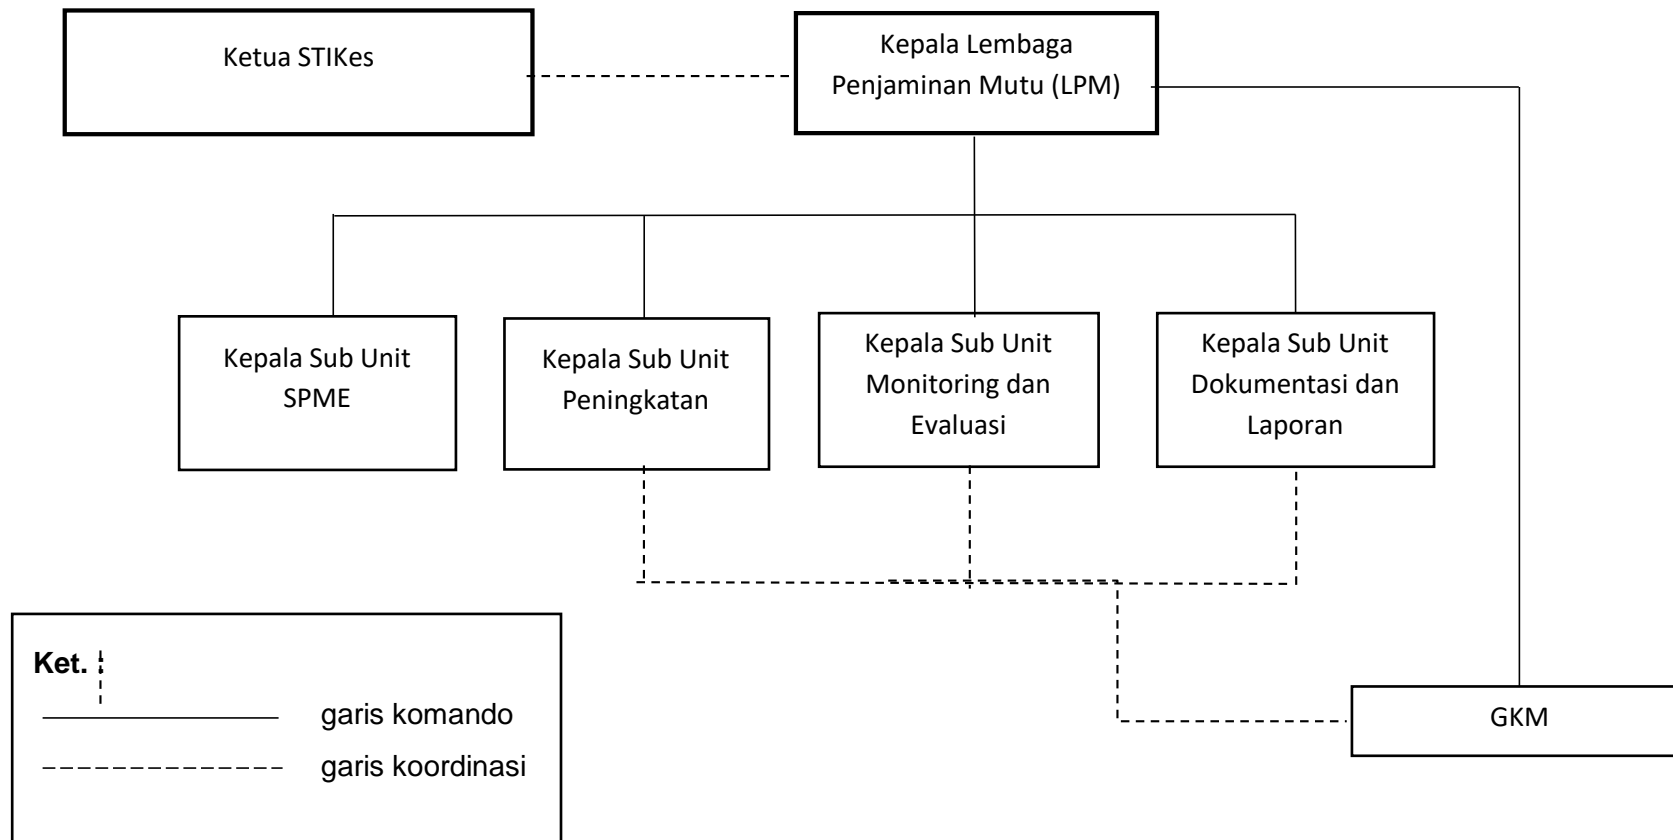 Ketua STIKes
Kepala Lembaga
Penjaminan Mutu (LPM)
Kepala Sub Unit
SPME
Kepala Sub Unit
Peningkatan
Kepala Sub Unit
Monitoring dan
Evaluasi
Kepala Sub Unit
Dokumentasi dan
Laporan
Ket. :
garis komando
garis koordinasi
GKM